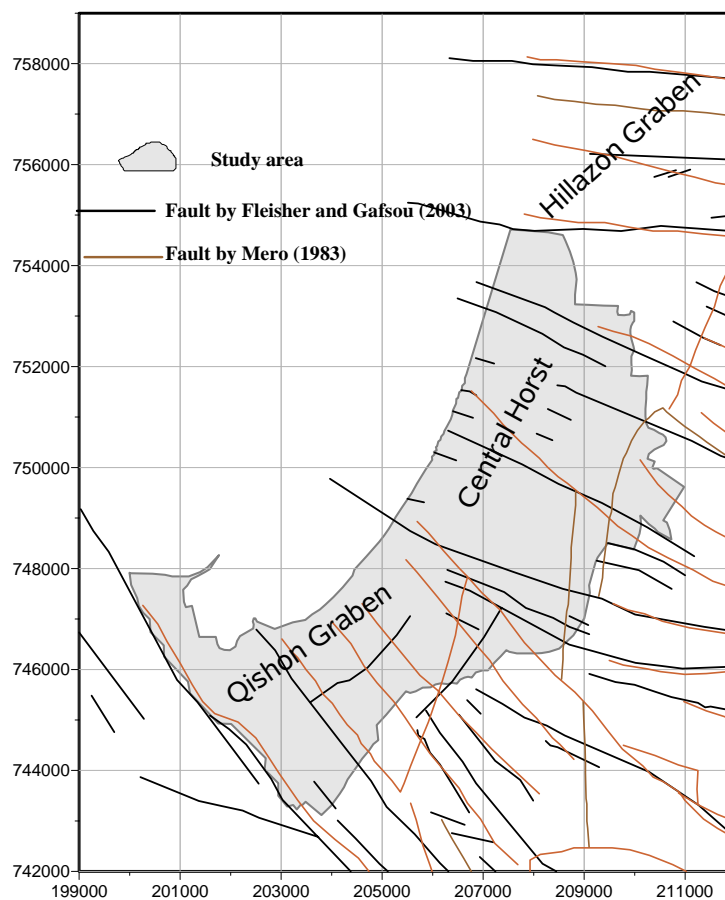 758000
756000
754000
752000
750000
748000
746000
744000
742000
199000 201000 203000 205000 207000 209000 211000
Study area
Fault by Fleisher and Gafsou (2003)
Fault by Mero (1983)
Hillazon Graben
Central Horst
Qishon Graben